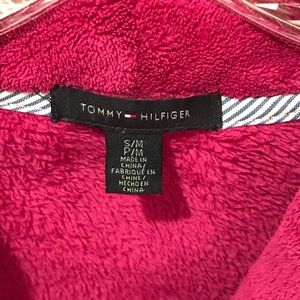 TOMMY HILFIGER
S/M
P/M
MADE IN
CHINA/
FABRIQUÉ EN
CHINE/
HECHO EN
CHINA